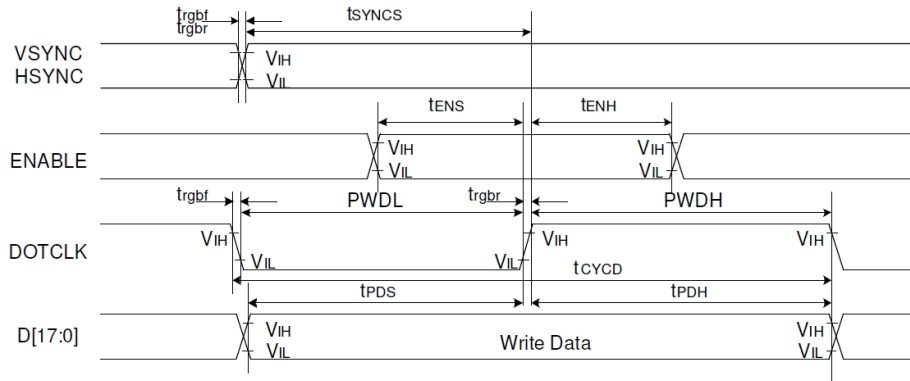 trgbf
trgbr
tSYNCS
VSYNC
HSYNC
VIH
VIL
tENS
tENH
ENABLE
VIH
VIL
VIH
VIL
trgbf
PWDL
trgbr
PWDH
DOTCLK
VIH
VIL
VIL
VIH
VIH
tCYCD
tPDS
tPDH
D[17:0]
VIH
VIL
Write Data
VIH
VIL